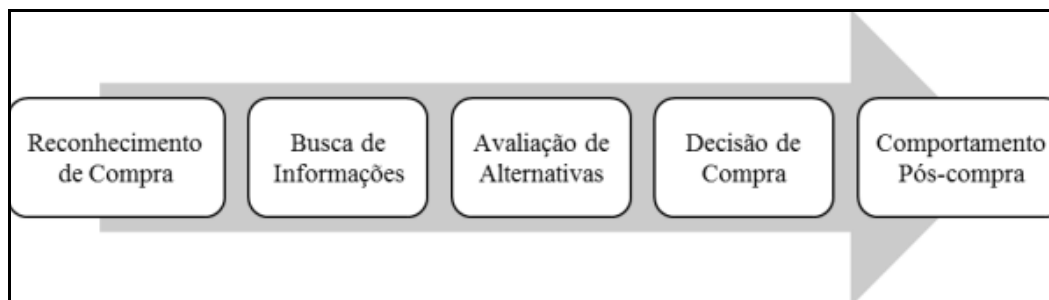 Reconhecimento
de Compra
Busca de
Informações
Avaliação de
Alternativas
Decisão de
Compra
Comportamento
Pós-compra